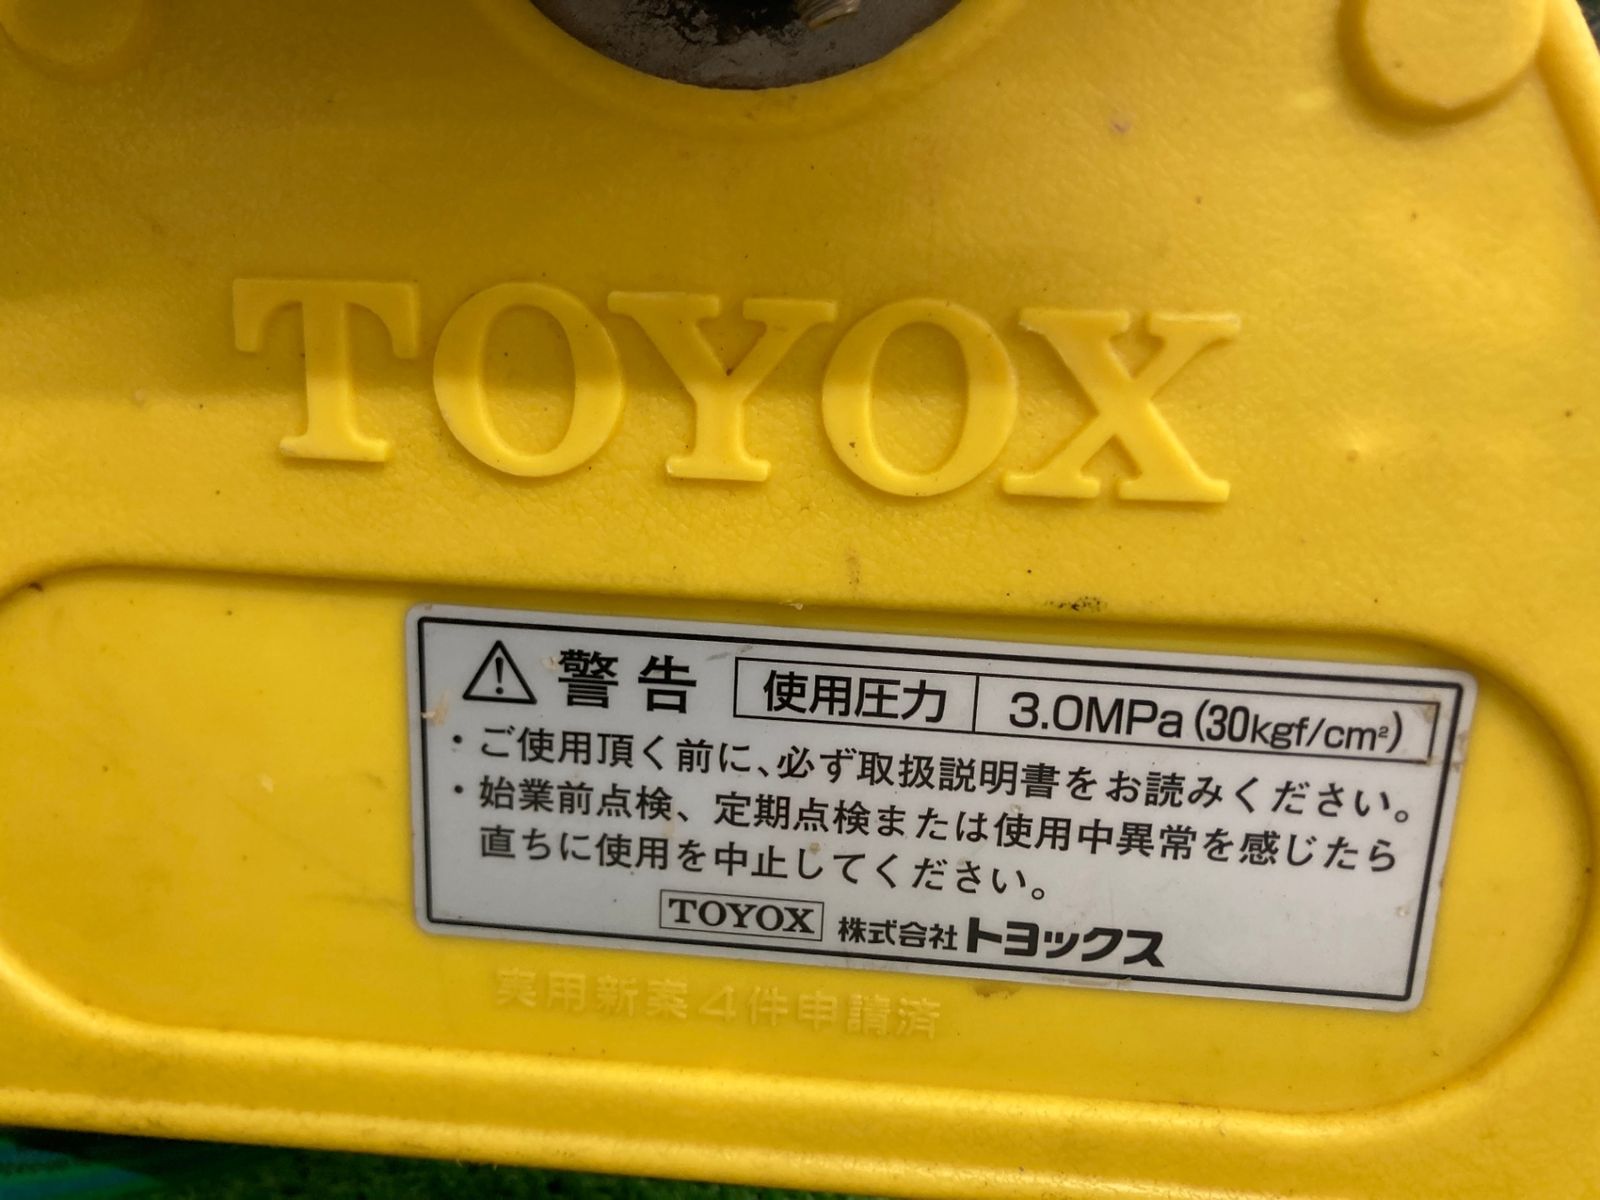 TOYOX
警告 使用圧力 3.0MPa(30kgf/cm²)
・ご使用頂く前に、必ず取扱説明書をお読みください。
・始業前点検、定期点検または使用中異常を感じたら
直ちに使用を中止してください。
TOYOX 株式会社トヨックス
実用新案4件申請済